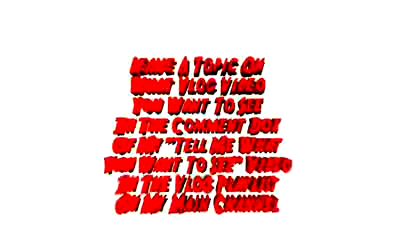 Leave A Topic On
What Vlog Video
You Want To See
In The Comment Box
Of My "Tell Me What
You Want To See" Video
In The Vlog Playlist
On My Main Channel